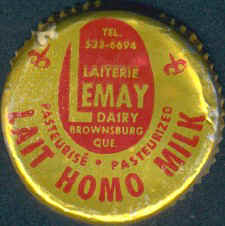 TEL.
533-6694
LAITERIE
LEMAY
DAIRY
BROWNSBURG
QUE.
PASTEURISÉ • PASTEURIZED
LAIT HOMO MILK